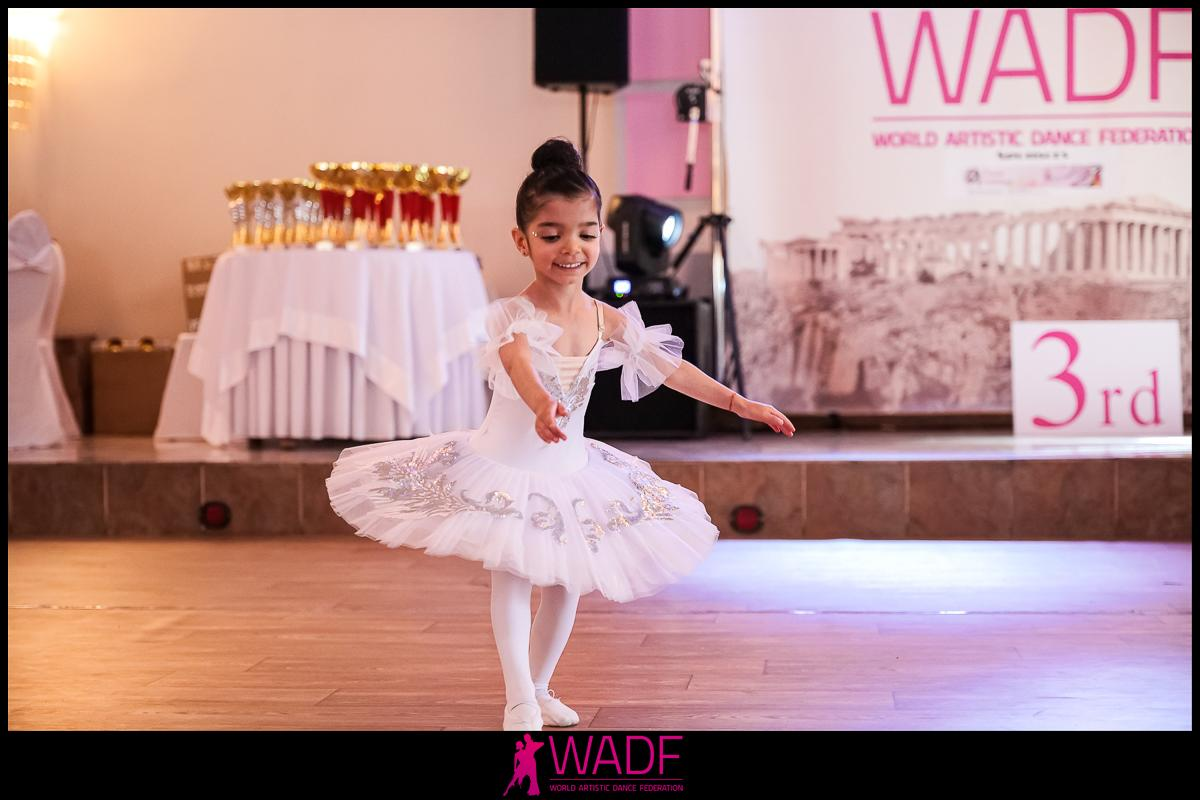 WADF
WORLD ARTISTIC DANCE FEDERATIO
3rd
WADF
WORLD ARTISTIC DANCE FEDERATION